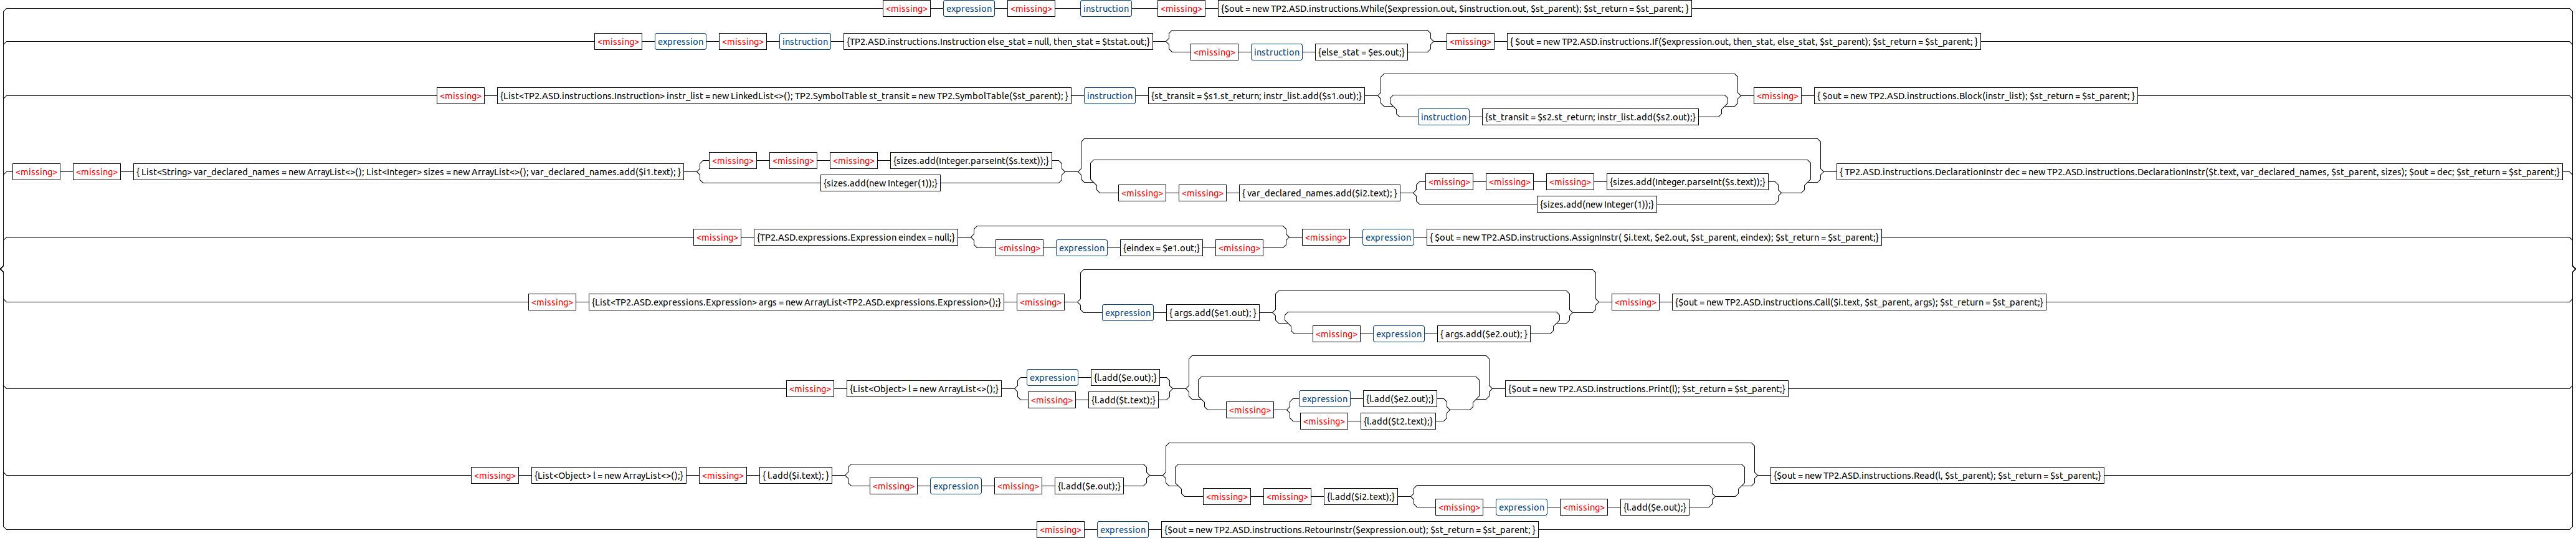 <missing> expression <missing> instruction <missing> {$out = new TP2.ASD.instructions.While($expression.out, $instruction.out, $st_parent); $st_return = $st_parent; }
<missing> expression <missing> instruction {TP2.ASD.instructions.Instruction else_stat = null, then_stat = $tstat.out;} <missing> { $out = new TP2.ASD.instructions.If($expression.out, then_stat, else_stat, $st_parent); $st_return = $st_parent; }
<missing> instruction {else_stat = $es.out;}
<missing> {List<TP2.ASD.instructions.Instruction> instr_list = new LinkedList<>(); TP2.SymbolTable st_transit = new TP2.SymbolTable($st_parent); } instruction {st_transit = $s1.st_return; instr_list.add($s1.out);} <missing> { $out = new TP2.ASD.instructions.Block(instr_list); $st_return = $st_parent; }
instruction {st_transit = $s2.st_return; instr_list.add($s2.out);}
<missing> <missing> <missing> {sizes.add(Integer.parseInt($s.text));}
<missing> <missing> { List<String> var_declared_names = new ArrayList<>(); List<Integer> sizes = new ArrayList<>(); var_declared_names.add($i1.text); } { TP2.ASD.instructions.DeclarationInstr dec = new TP2.ASD.instructions.DeclarationInstr($t.text, var_declared_names, $st_parent, sizes); $out = dec; $st_return = $st_parent;}
{sizes.add(new Integer(1));} <missing> <missing> <missing> {sizes.add(Integer.parseInt($s.text));}
<missing> <missing> { var_declared_names.add($i2.text); }
{sizes.add(new Integer(1));}
<missing> {TP2.ASD.expressions.Expression eindex = null;} <missing> expression { $out = new TP2.ASD.instructions.AssignInstr( $i.text, $e2.out, $st_parent, eindex); $st_return = $st_parent;}
<missing> expression {eindex = $e1.out;} <missing>
<missing> {List<TP2.ASD.expressions.Expression> args = new ArrayList<TP2.ASD.expressions.Expression>();} <missing> <missing> {$out = new TP2.ASD.instructions.Call($i.text, $st_parent, args); $st_return = $st_parent;}
expression { args.add($e1.out); }
<missing> expression { args.add($e2.out); }
expression {l.add($e.out);}
<missing> {List<Object> l = new ArrayList<>();} {$out = new TP2.ASD.instructions.Print(l); $st_return = $st_parent;}
<missing> {l.add($t.text);} expression {l.add($e2.out);}
<missing>
<missing> {l.add($t2.text);}
<missing> {List<Object> l = new ArrayList<>();} <missing> { l.add($i.text); } {$out = new TP2.ASD.instructions.Read(l, $st_parent); $st_return = $st_parent;}
<missing> expression <missing> {l.add($e.out);}
<missing> <missing> {l.add($i2.text);}
<missing> expression <missing> {l.add($e.out);}
<missing> expression {$out = new TP2.ASD.instructions.RetourInstr($expression.out); $st_return = $st_parent; }